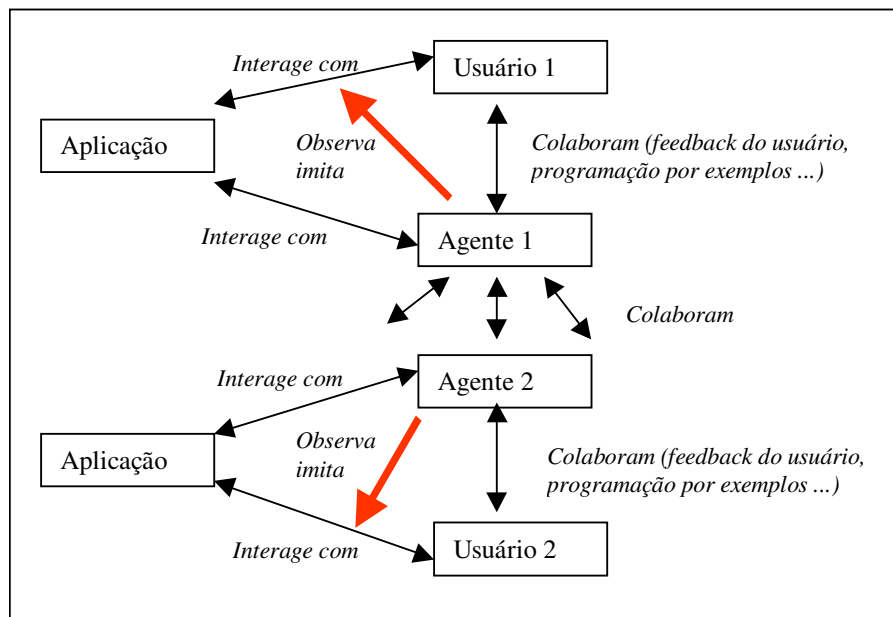 Interage com
Usuário 1
Aplicação
Observa
imita
Colaboram (feedback do usuário,
programação por exemplos ...)
Interage com
Agente 1
Colaboram
Interage com
Agente 2
Aplicação
Observa
imita
Colaboram (feedback do usuário,
programação por exemplos ...)
Interage com
Usuário 2